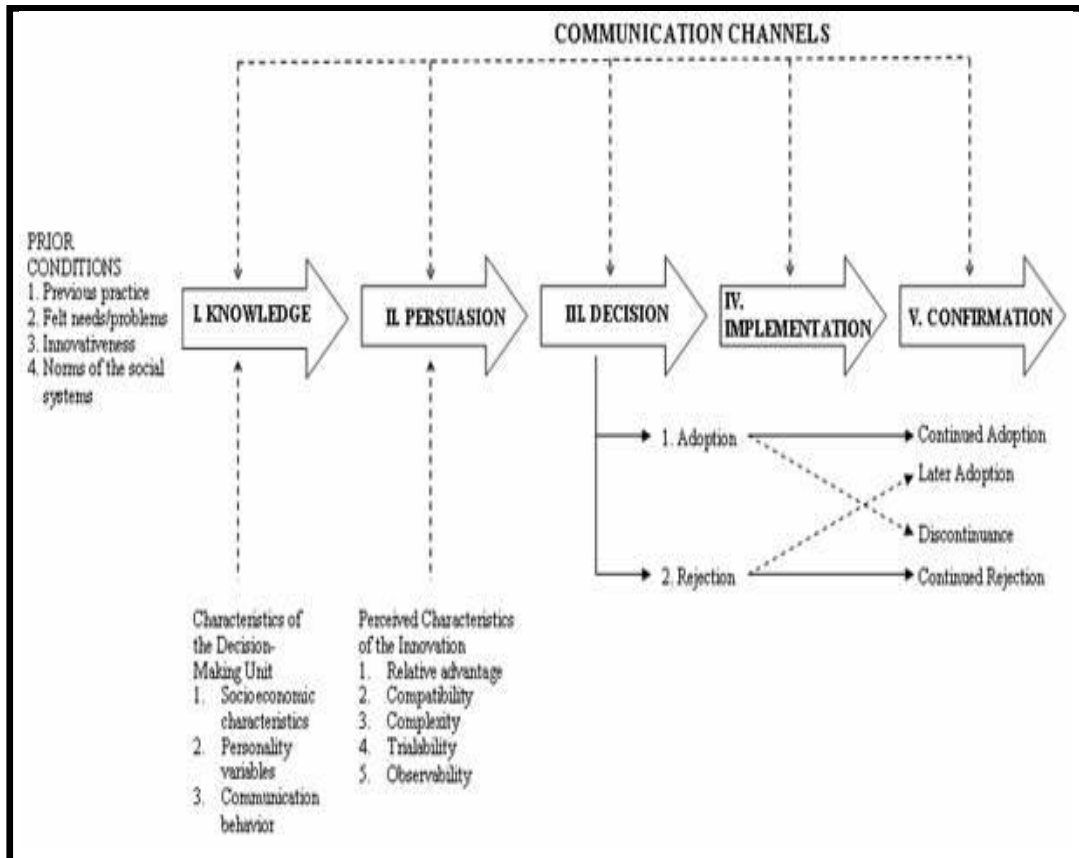 COMMUNICATION CHANNELS
PRIOR
CONDITIONS
1. Previous practice
2. Felt needs/problems
3. Innovativeness
4. Norms of the social
systems
I. KNOWLEDGE
II. PERSUASION
III. DECISION
IV.
IMPLEMENTATION
V. CONFIRMATION
1. Adoption
2. Rejection
Continued Adoption
Later Adoption
Discontinuance
Continued Rejection
Characteristics of
the Decision-
Making Unit
1. Socioeconomic
characteristics
2. Personality
variables
3. Communication
behavior
Perceived Characteristics
of the Innovation
1. Relative advantage
2. Compatibility
3. Complexity
4. Trialability
5. Observability